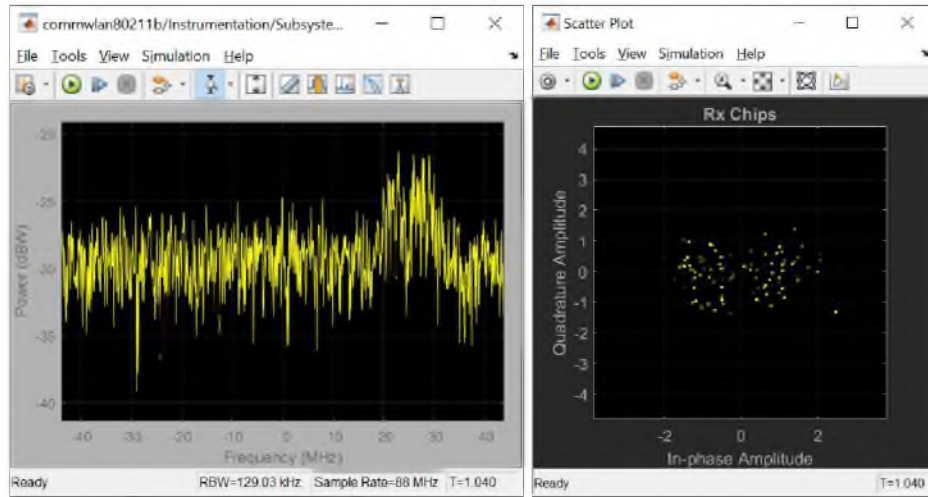 commwlan80211b/Instrumentation/Subsyste...
File Tools View Simulation Help
-20
-25
-30
-35
-40
Power (dBW)
-40 -30 -20 -10 0 10 20 30 40
Frequency (MHz)
Ready RBW=129.03 kHz Sample Rate=88 MHz T=1.040
Scatter Plot
File Tools View Simulation Help
Rx Chips
4
3
2
1
0
-1
-2
-3
-4
Quadrature Amplitude
-2 0 2
In-phase Amplitude
Ready T=1.040